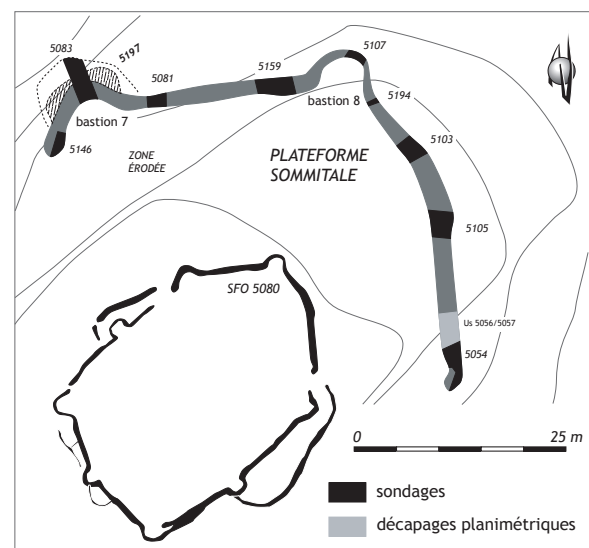 5083
5197
5107
5159
5081
bastion 8
5194
bastion 7
5103
5146
ZONE
ÉRODÉE
PLATEFORME
SOMMITALE
5105
SFO 5080
Us 5056/5057
5054
0 25 m
sondages
décapages planimétriques